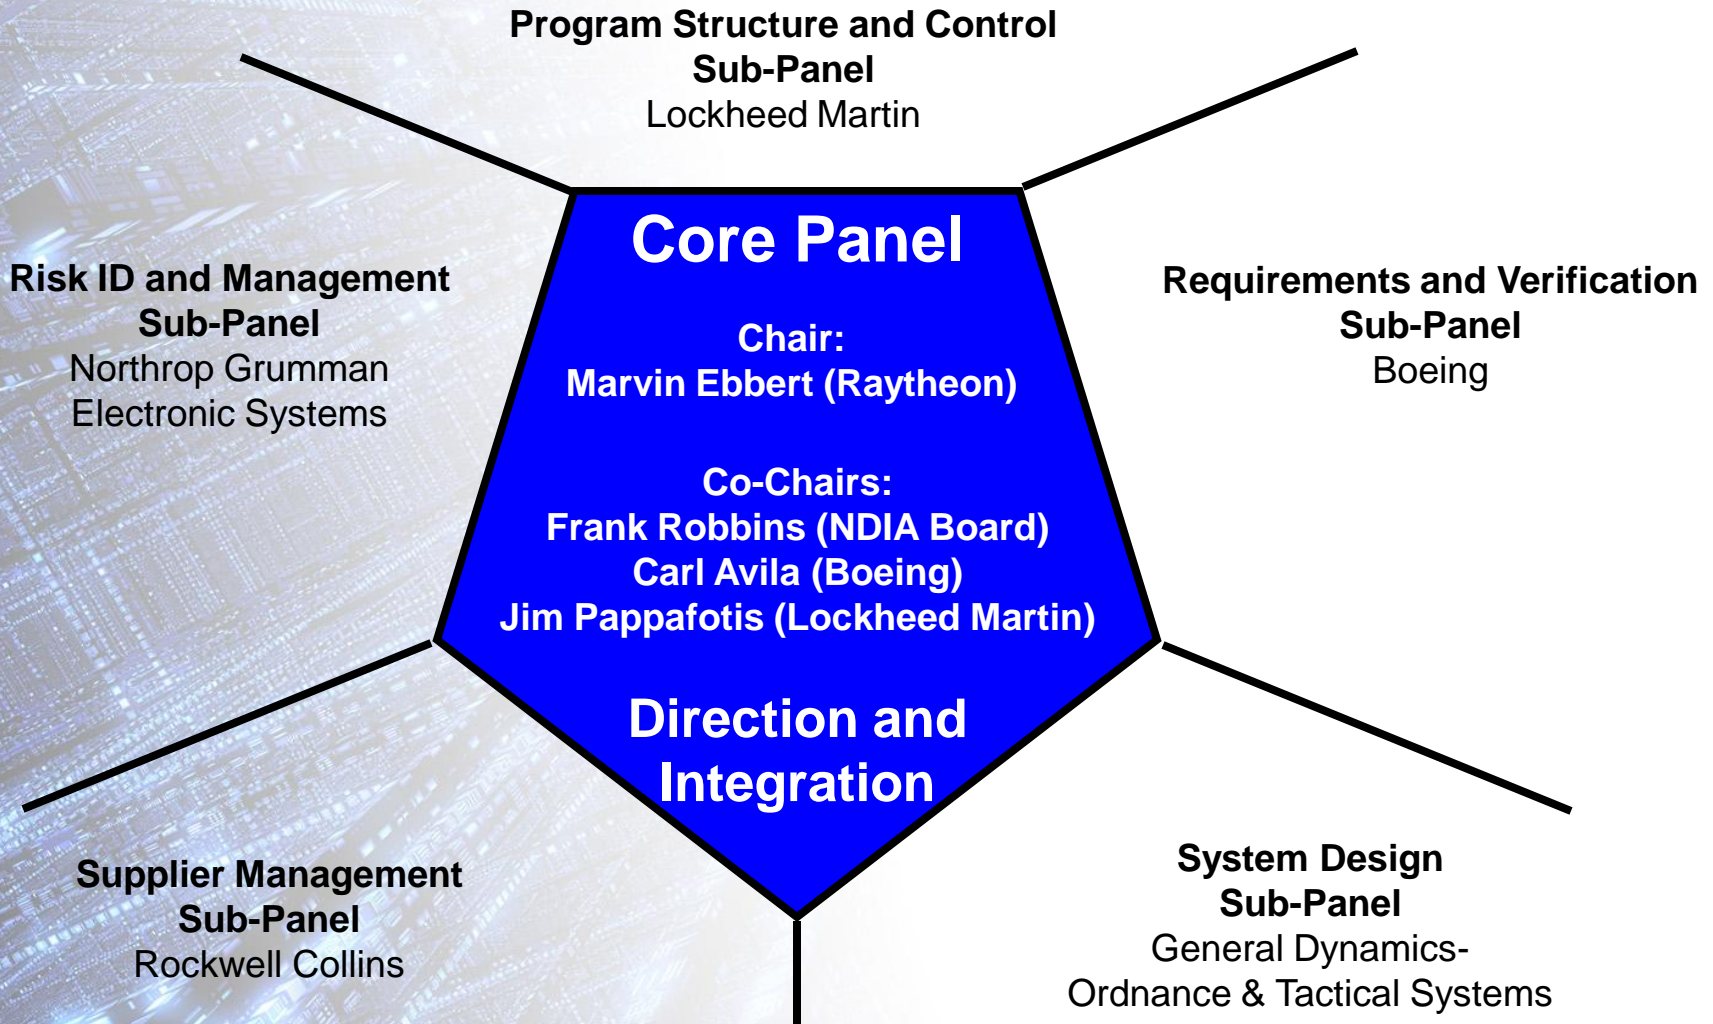 Program Structure and Control
Sub-Panel
Lockheed Martin
Core Panel
Chair:
Marvin Ebbert (Raytheon)
Co-Chairs:
Frank Robbins (NDIA Board)
Carl Avila (Boeing)
Jim Pappafotis (Lockheed Martin)
Direction and
Integration
Risk ID and Management
Sub-Panel
Northrop Grumman
Electronic Systems
Requirements and Verification
Sub-Panel
Boeing
Supplier Management
Sub-Panel
Rockwell Collins
System Design
Sub-Panel
General Dynamics-
Ordnance & Tactical Systems